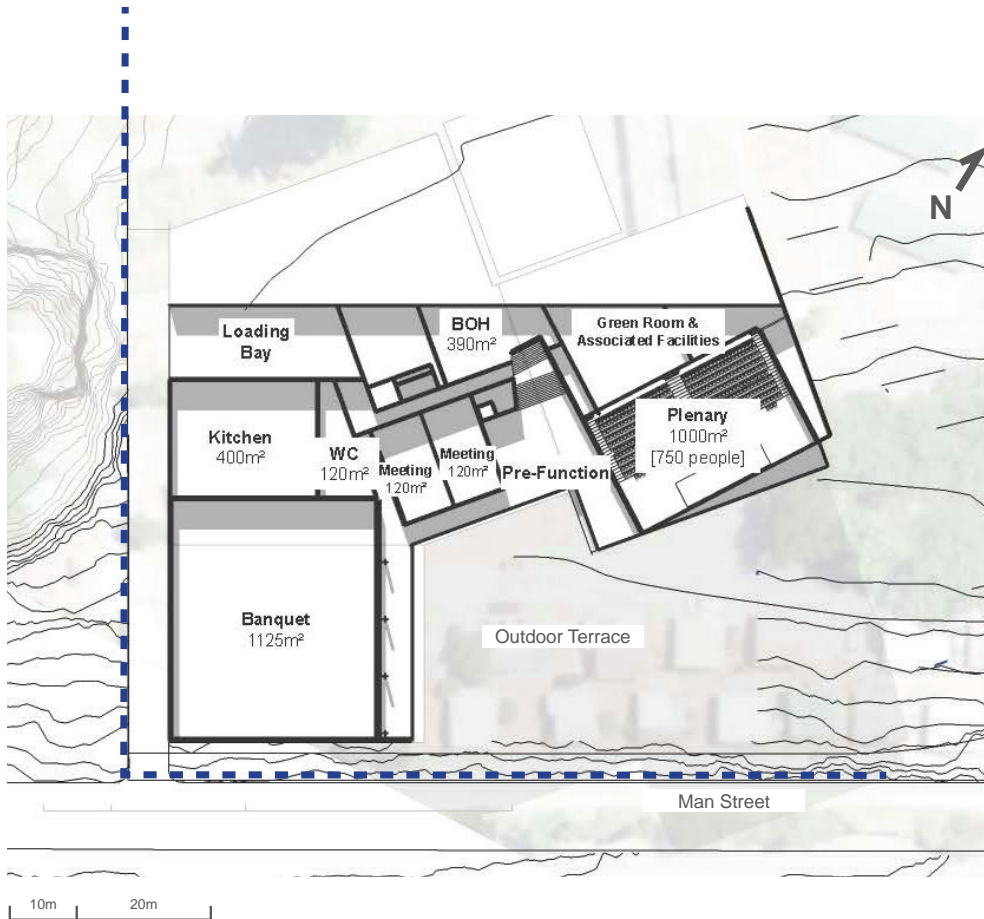 N
Loading
Bay
BOH
390m²
Green Room &
Associated Facilities
Kitchen
400m²
WC
120m²
Meeting
120m²
Meeting
120m²
Pre-Function
Plenary
1000m²
[750 people]
Banquet
1125m²
Outdoor Terrace
Man Street
10m
20m